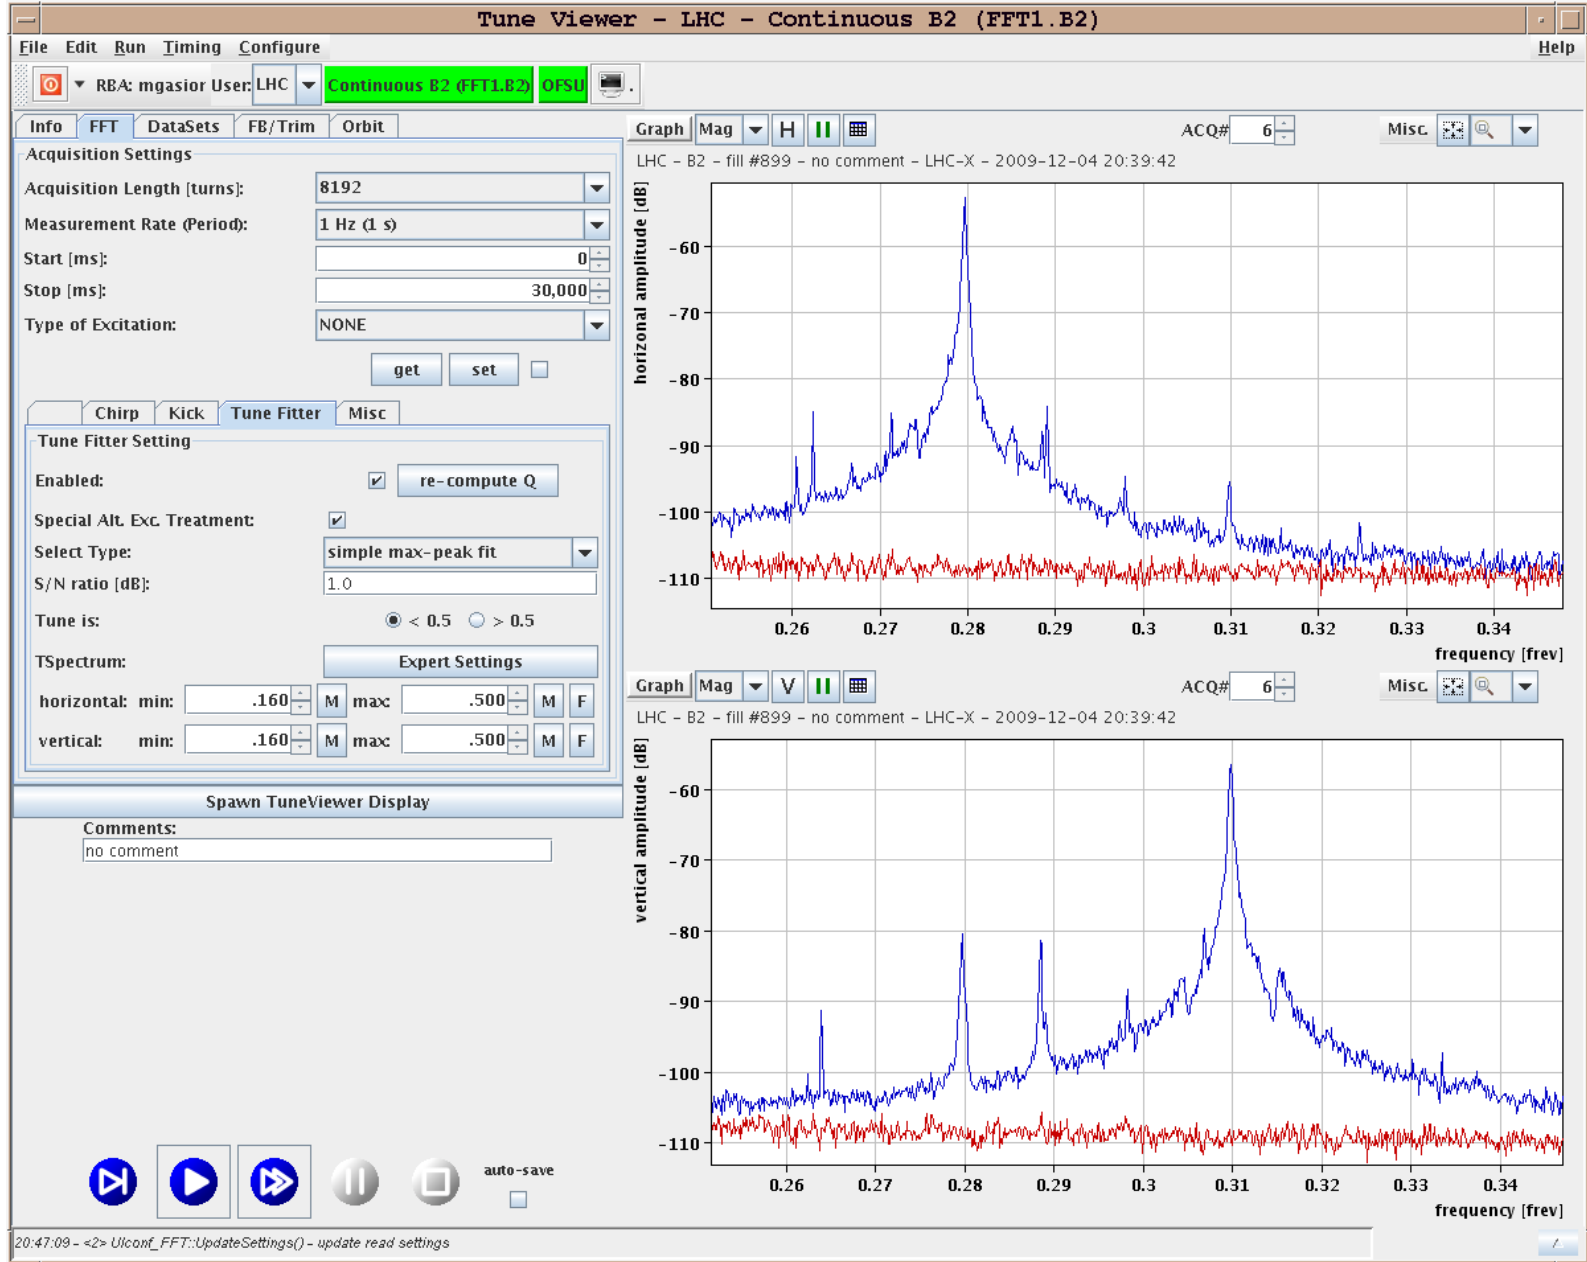 Tune Viewer - LHC - Continuous B2 (FFT1.B2)
File Edit Run Timing Configure Help
RBA: mgasior User: LHC Continuous B2 (FFT1.B2) OFSU .
Info FFT DataSets FB/Trim Orbit
Acquisition Settings
Acquisition Length [turns]: 8192
Measurement Rate (Period): 1 Hz (1 s)
Start [ms]: 0
Stop [ms]: 30,000
Type of Excitation: NONE
get set
Chirp Kick Tune Fitter Misc
Tune Fitter Setting
Enabled: re-compute Q
Special Alt. Exc. Treatment:
Select Type: simple max-peak fit
S/N ratio [dB]: 1.0
Tune is: < 0.5 > 0.5
TSpectrum: Expert Settings
horizontal: min: .160 M max: .500 M F
vertical: min: .160 M max: .500 M F
Spawn TuneViewer Display
Comments:
no comment
auto-save
Graph Mag H ACQ# 6 Misc.
LHC - B2 - fill #899 - no comment - LHC-X - 2009-12-04 20:39:42
horizonal amplitude [dB]
-60
-70
-80
-90
-100
-110
0.26 0.27 0.28 0.29 0.3 0.31 0.32 0.33 0.34
frequency [frev]
Graph Mag V ACQ# 6 Misc.
LHC - B2 - fill #899 - no comment - LHC-X - 2009-12-04 20:39:42
vertical amplitude [dB]
-60
-70
-80
-90
-100
-110
0.26 0.27 0.28 0.29 0.3 0.31 0.32 0.33 0.34
frequency [frev]
20:47:09 - <2> UIconf_FFT::UpdateSettings() - update read settings